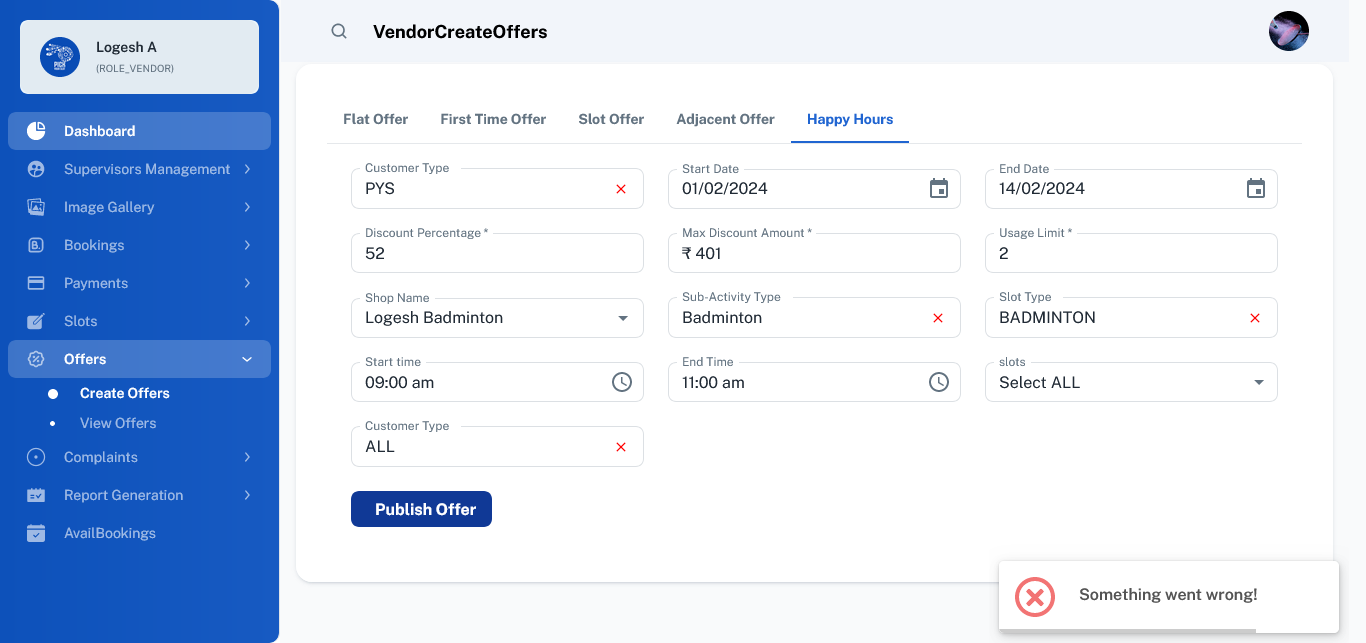 Logesh A
(ROLE_VENDOR)
Dashboard
Supervisors Management
Image Gallery
Bookings
Payments
Slots
Offers
Create Offers
View Offers
Complaints
Report Generation
AvailBookings
VendorCreateOffers
Flat Offer First Time Offer Slot Offer Adjacent Offer Happy Hours
Customer Type Start Date End Date
PYS 01/02/2024 14/02/2024
Discount Percentage * Max Discount Amount * Usage Limit *
52 ₹ 401 2
Shop Name Sub-Activity Type Slot Type
Logesh Badminton Badminton BADMINTON
Start time End Time slots
09:00 am 11:00 am Select ALL
Customer Type
ALL
Publish Offer
Something went wrong!